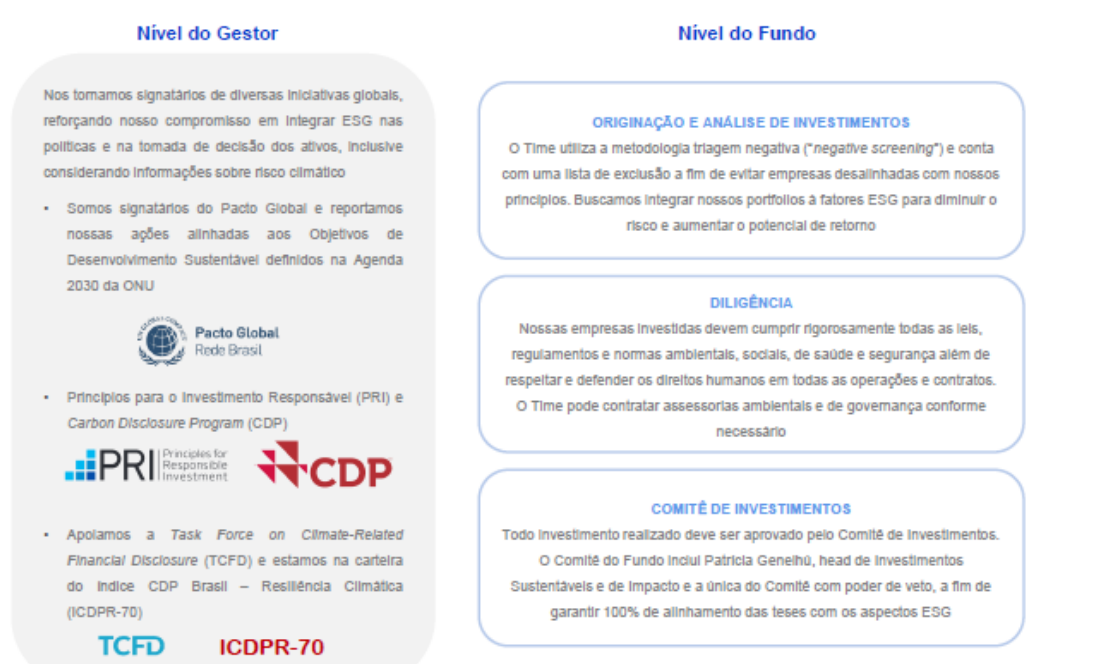 Nível do Gestor
Nos tornamos signatários de diversas iniciativas globais,
reforçando nosso compromisso em integrar ESG nas
políticas e na tomada de decisão dos ativos, inclusive
considerando informações sobre risco climático
▪ Somos signatários do Pacto Global e reportamos
nossas ações alinhadas aos Objetivos de
Desenvolvimento Sustentável definidos na Agenda
2030 da ONU
Pacto Global
Rede Brasil
▪ Princípios para o Investimento Responsável (PRI) e
Carbon Disclosure Program (CDP)
PRI Principles for
Responsible
Investment
CDP
▪ Apoiamos a Task Force on Climate-Related
Financial Disclosure (TCFD) e estamos na carteira
do índice CDP Brasil – Resiliência Climática
(ICDPR-70)
TCFD ICDPR-70
Nível do Fundo
ORIGINAÇÃO E ANÁLISE DE INVESTIMENTOS
O Time utiliza a metodologia triagem negativa ("negative screening") e conta
com uma lista de exclusão a fim de evitar empresas desalinhadas com nossos
princípios. Buscamos integrar nossos portfolios à fatores ESG para diminuir o
risco e aumentar o potencial de retorno
DILIGÊNCIA
Nossas empresas investidas devem cumprir rigorosamente todas as leis,
regulamentos e normas ambientais, sociais, de saúde e segurança além de
respeitar e defender os direitos humanos em todas as operações e contratos.
O Time pode contratar assessorias ambientais e de governança conforme
necessário
COMITÊ DE INVESTIMENTOS
Todo investimento realizado deve ser aprovado pelo Comitê de Investimentos.
O Comitê do Fundo inclui Patricia Genelhú, head de Investimentos
Sustentáveis e de Impacto e a única do Comitê com poder de veto, a fim de
garantir 100% de alinhamento das teses com os aspectos ESG